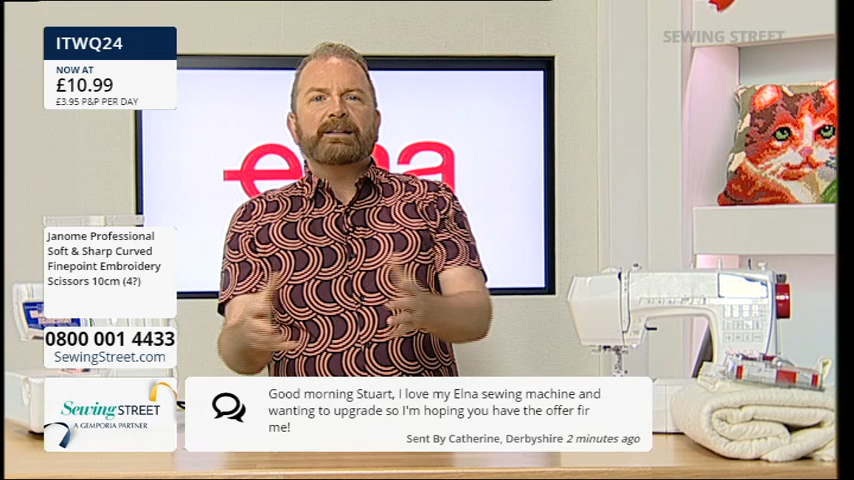 ITWQ24
NOW AT
£10.99
£3.95 P&P PER DAY
SEWING STREET
elna
Janome Professional
Soft & Sharp Curved
Finepoint Embroidery
Scissors 10cm (4?)
0800 001 4433
SewingStreet.com
Sewing STREET
A GEMPORIA PARTNER
Good morning Stuart, I love my Elna sewing machine and
wanting to upgrade so I'm hoping you have the offer fir
me!
Sent By Catherine, Derbyshire 2 minutes ago